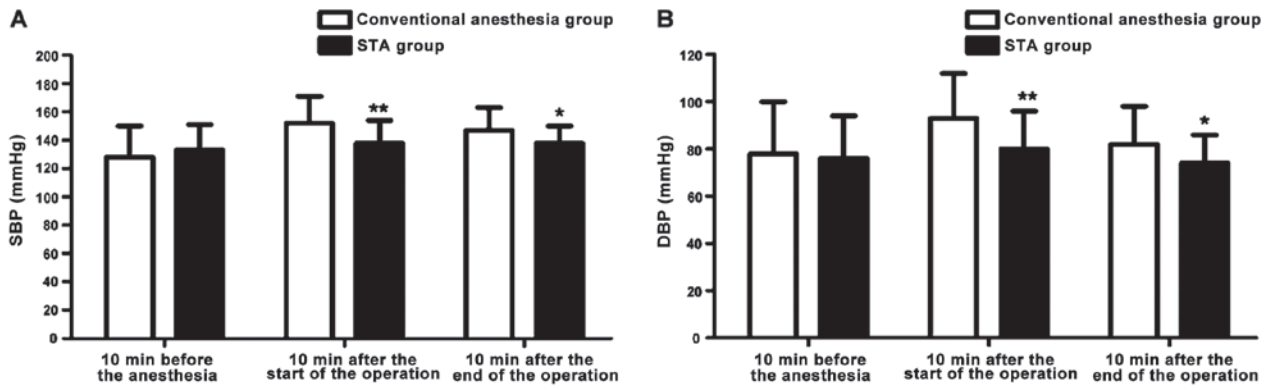 A
Conventional anesthesia group
STA group
SBP (mmHg)
200
180
160
140
120
100
80
60
40
20
0
**
*
10 min before
the anesthesia
10 min after the
start of the operation
10 min after the
end of the operation
B
Conventional anesthesia group
STA group
DBP (mmHg)
120
100
80
60
40
20
0
**
*
10 min before
the anesthesia
10 min after the
start of the operation
10 min after the
end of the operation